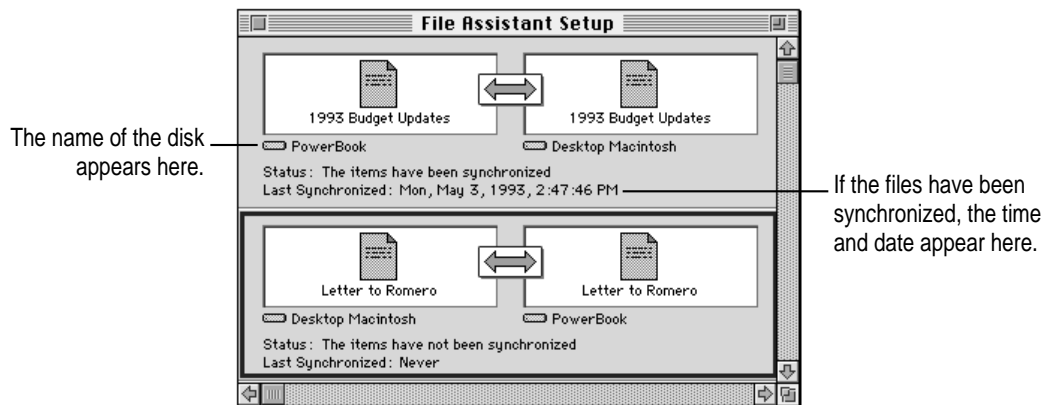 File Assistant Setup
1993 Budget Updates
1993 Budget Updates
PowerBook
Desktop Macintosh
Status: The items have been synchronized
Last Synchronized: Mon, May 3, 1993, 2:47:46 PM
The name of the disk
appears here.
If the files have been
synchronized, the time
and date appear here.
Letter to Romero
Letter to Romero
Desktop Macintosh
PowerBook
Status: The items have not been synchronized
Last Synchronized: Never